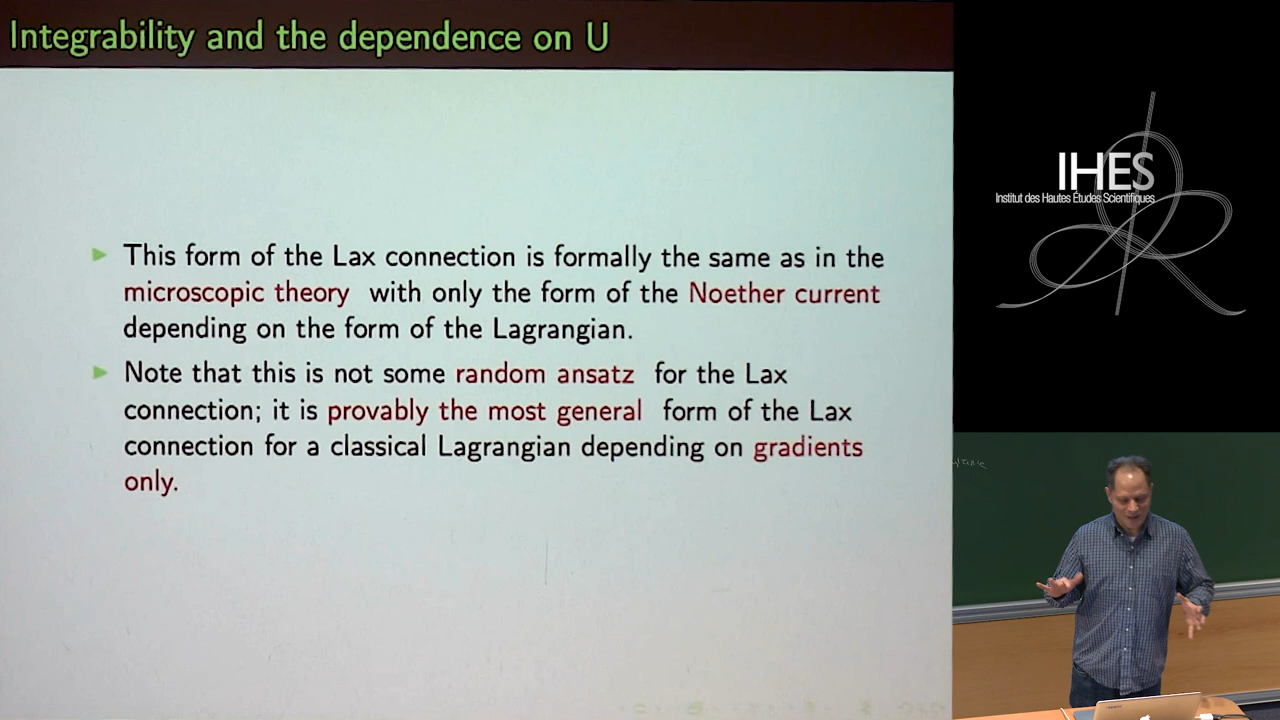 Integrability and the dependence on U
This form of the Lax connection is formally the same as in the
microscopic theory with only the form of the Noether current
depending on the form of the Lagrangian.
Note that this is not some random ansatz for the Lax
connection; it is provably the most general form of the Lax
connection for a classical Lagrangian depending on gradients
only.
IHES
Institut des Hautes Études Scientifiques